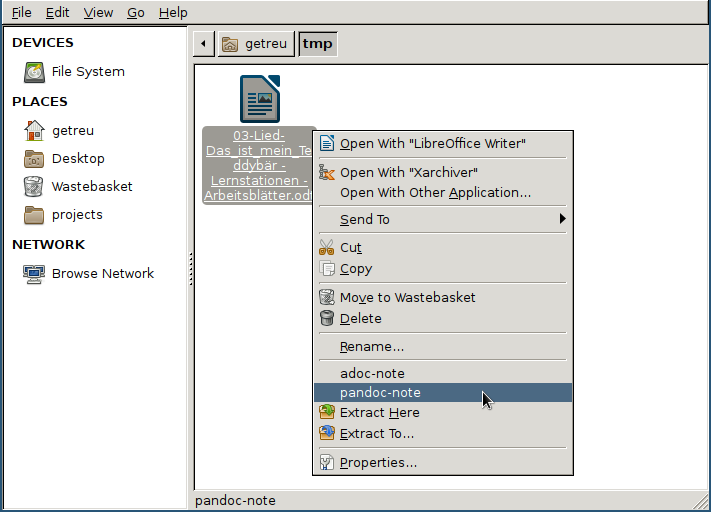 File Edit View Go Help
DEVICES
File System
PLACES
getreu
Desktop
Wastebasket
projects
NETWORK
Browse Network
getreu
tmp
03-Lied-
Das_ist_mein_Te
ddybär -
Lernstationen -
Arbeitsblätter.odt
Open With "LibreOffice Writer"
Open With "Xarchiver"
Open With Other Application...
Send To
Cut
Copy
Move to Wastebasket
Delete
Rename...
adoc-note
pandoc-note
Extract Here
Extract To...
Properties...
pandoc-note